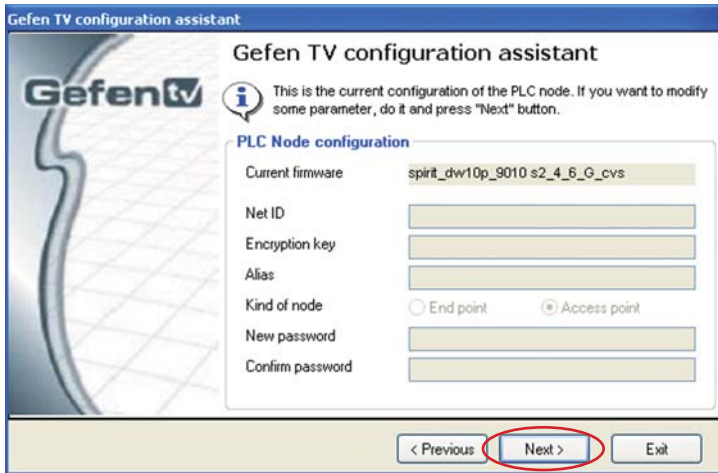 Gefen TV configuration assistant
Gefen tv
Gefen TV configuration assistant
This is the current configuration of the PLC node. If you want to modify
some parameter, do it and press "Next" button.
PLC Node configuration
Current firmware spirit_dw10p_9010 s2_4_6_G_cvs
Net ID
Encryption key
Alias
Kind of node End point Access point
New password
Confirm password
< Previous Next > Exit